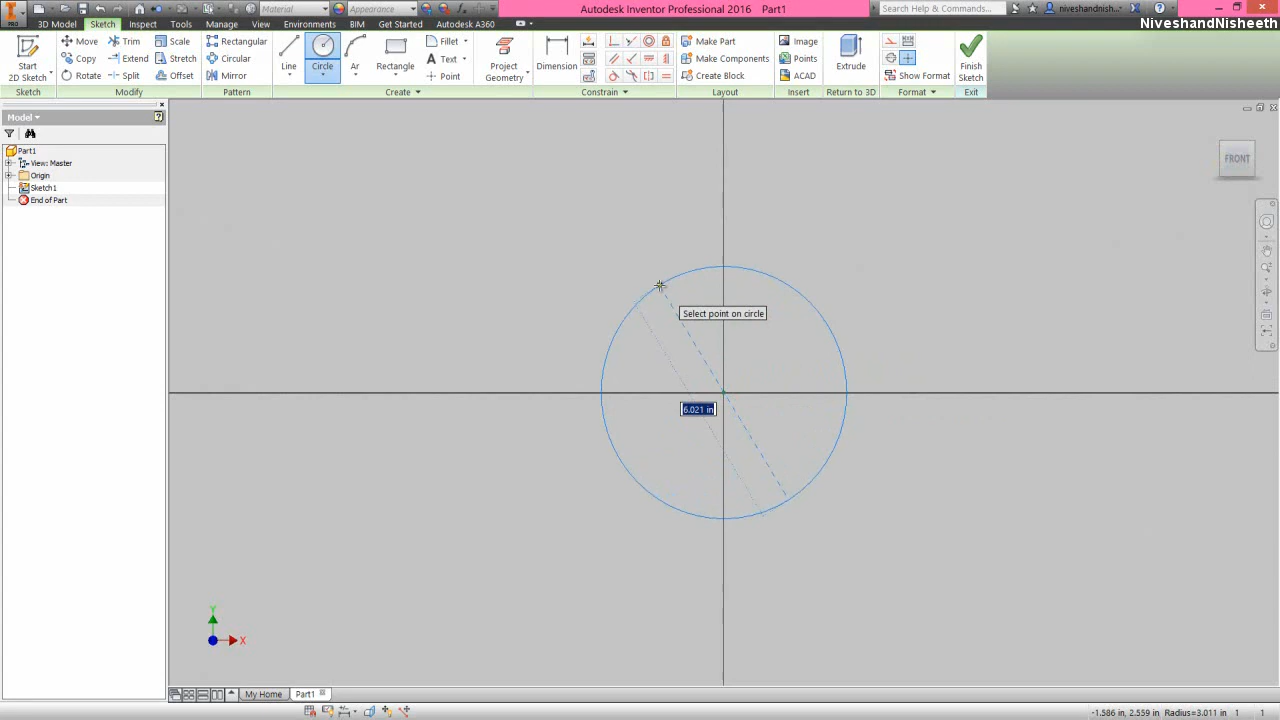 Material
Appearance
Autodesk Inventor Professional 2016 Part1
Search Help & Commands...
niveshandnish...
NiveshandNisheeth
PRO
3D Model Sketch Inspect Tools Manage View Environments BIM Get Started Autodesk A360
Start
2D Sketch
Move Trim Scale
Copy Extend Stretch
Rotate Split Offset
Rectangular
Circular
Mirror
Line
Circle
Arc
Rectangle
Fillet
Text
Point
Project
Geometry
Dimension
Make Part
Make Components
Create Block
Image
Points
ACAD
Extrude
Show Format
Finish
Sketch
Sketch Modify Pattern Create Constrain Layout Insert Return to 3D Format Exit
Model
Part1
View: Master
Origin
Sketch1
End of Part
FRONT
Select point on circle
6.021 in
Y
X
My Home Part1
-1.586 in, 2.559 in Radius=3.011 in 1 1